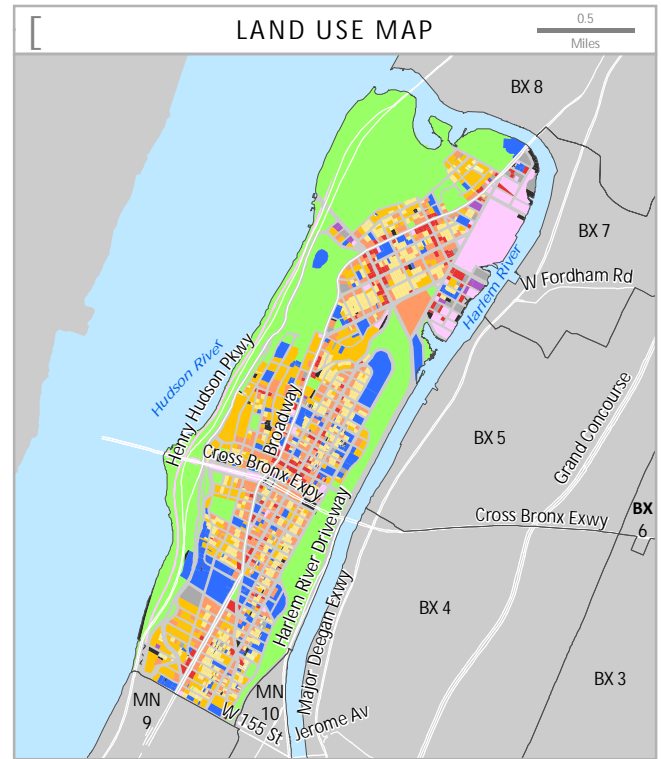 [
LAND USE MAP
0.5
Miles
BX 8
BX 7
W Fordham Rd
Harlem River
Hudson River
Henry Hudson Pkwy
Broadway
Grand Concourse
BX 5
Cross Bronx Expy
Cross Bronx Exwy
BX
6
Harlem River Driveway
Major Deegan Exwy
BX 4
BX 3
MN
9
MN
10
W 155 St
Jerome Av